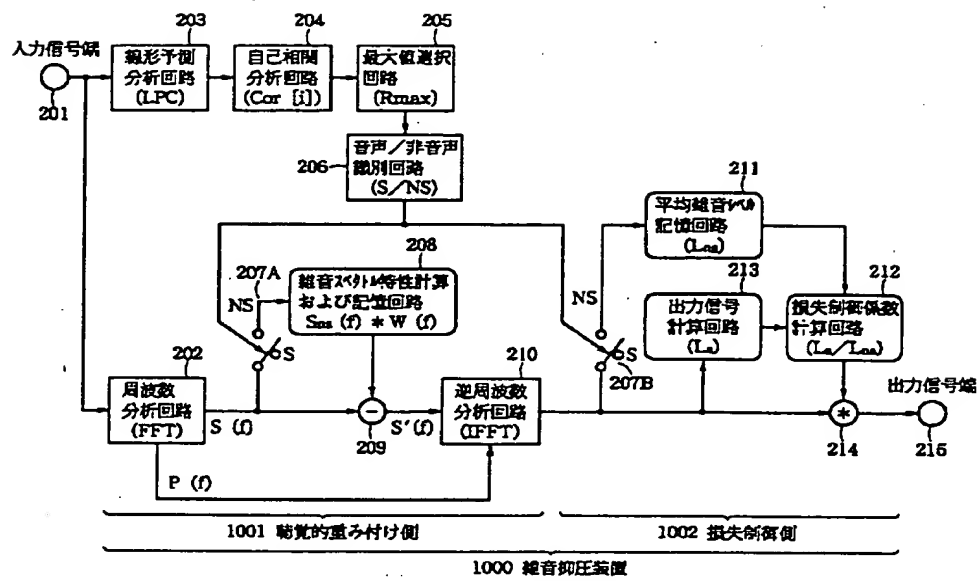 203
204
205
入力信号端
201
線形予測
分析回路
(LPC)
自己相関
分析回路
(Cor [i])
最大値選択
回路
(Rmax)
206
音声／非音声
識別回路
(S／NS)
211
平均雑音レベル
記憶回路
(Lns)
208
207A
NS
雑音スペクトル特性計算
および記憶回路
Sns (f) * W (f)
S
213
NS
出力信号
計算回路
(Ls)
212
損失制御係数
計算回路
(Ls／Lns)
S
207B
202
周波数
分析回路
(FFT)
S (f)
−
209
S'(f)
210
逆周波数
分析回路
(IFFT)
*
214
出力信号端
215
P (f)
1001 聴覚的重み付け側
1002 損失制御側
1000 雑音抑圧装置